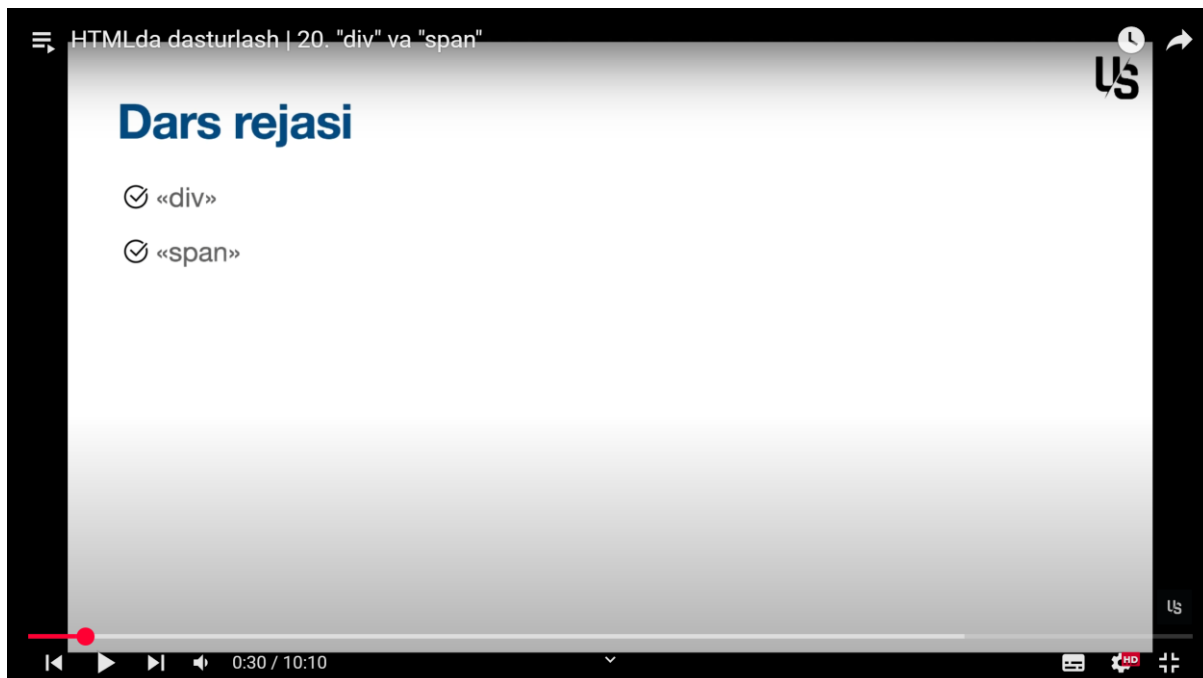 HTMLda dasturlash | 20. "div" va "span"
US
Dars rejasi
«div»
«span»
US
0:30 / 10:10
HD